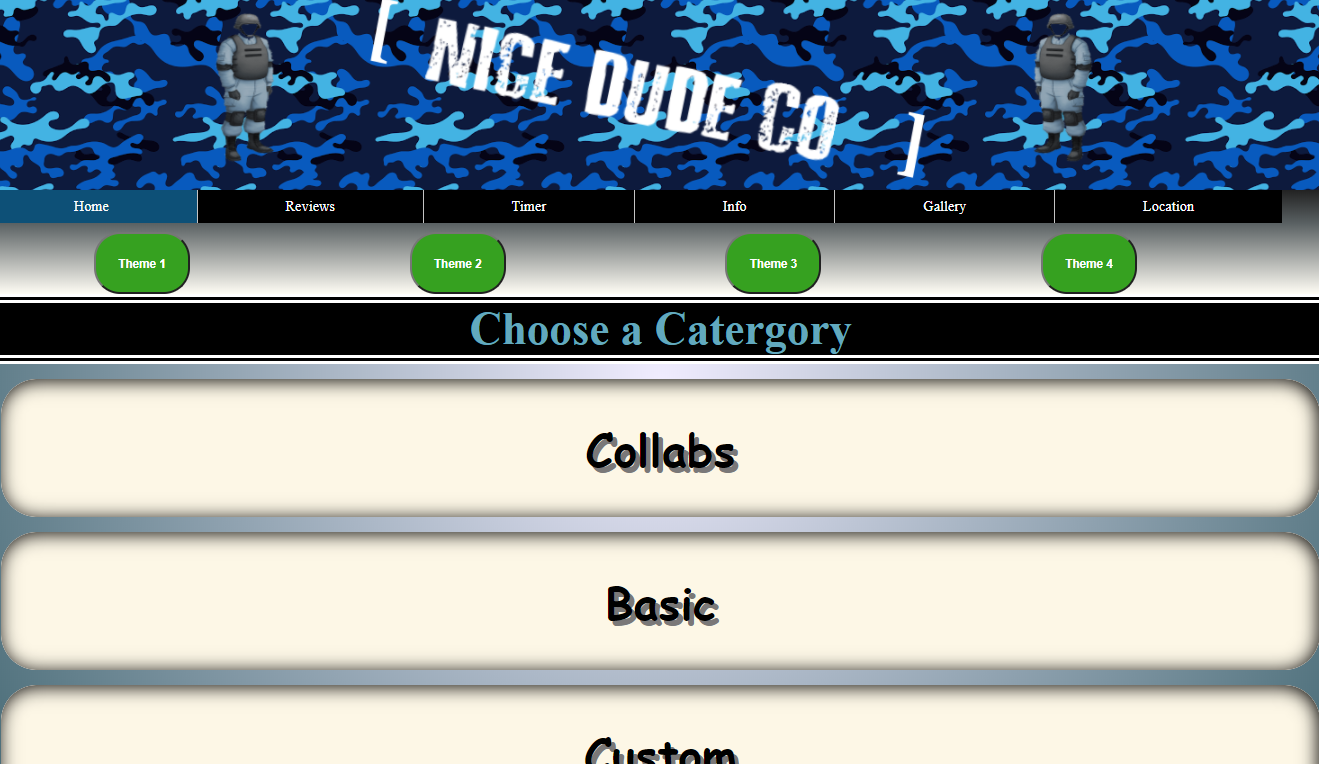 [ NICE DUDE CO ]
Home Reviews Timer Info Gallery Location
Theme 1 Theme 2 Theme 3 Theme 4
Choose a Catergory
Collabs
Basic
Custom